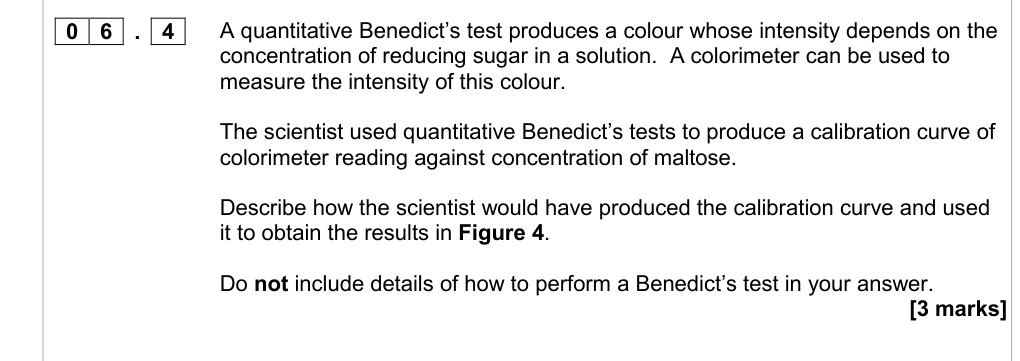 0 6 . 4 A quantitative Benedict's test produces a colour whose intensity depends on the
concentration of reducing sugar in a solution. A colorimeter can be used to
measure the intensity of this colour.
The scientist used quantitative Benedict's tests to produce a calibration curve of
colorimeter reading against concentration of maltose.
Describe how the scientist would have produced the calibration curve and used
it to obtain the results in Figure 4.
Do not include details of how to perform a Benedict's test in your answer.
[3 marks]